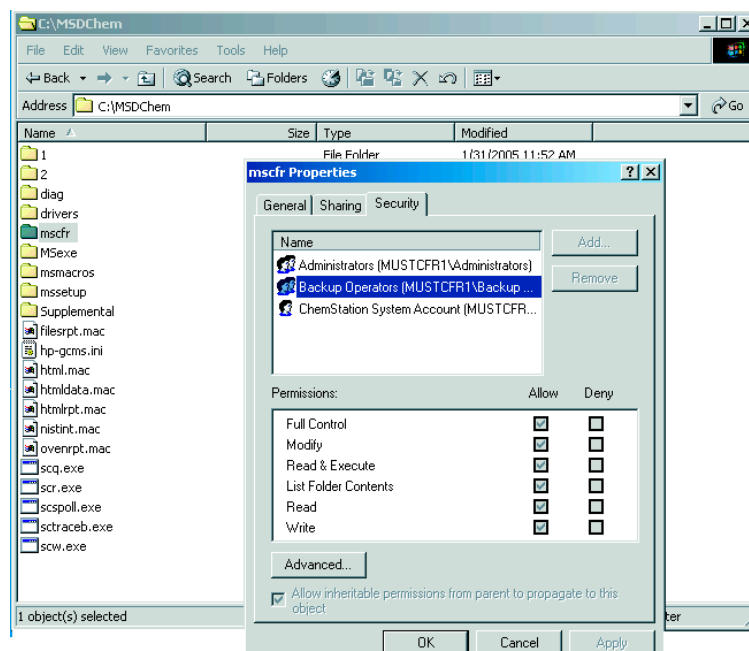 C:\MSDChem
File Edit View Favorites Tools Help
Back Search Folders
Address C:\MSDChem Go
Name Size Type Modified
1 File Folder 1/31/2005 11:52 AM
2
diag
drivers
mscfr
MSexe
msmacros
mssetup
Supplemental
filesrpt.mac
hp-gcms.ini
html.mac
htmldata.mac
htmlrpt.mac
nistint.mac
ovenrpt.mac
scq.exe
scr.exe
scspoll.exe
sctraceb.exe
scw.exe
1 object(s) selected
mscfr Properties
General Sharing Security
Name Add...
Administrators (MUSTCFR1\Administrators)
Remove
Backup Operators (MUSTCFR1\Backup ...
ChemStation System Account (MUSTCFR...
Permissions: Allow Deny
Full Control
Modify
Read & Execute
List Folder Contents
Read
Write
Advanced...
Allow inheritable permissions from parent to propagate to this
object
OK Cancel Apply